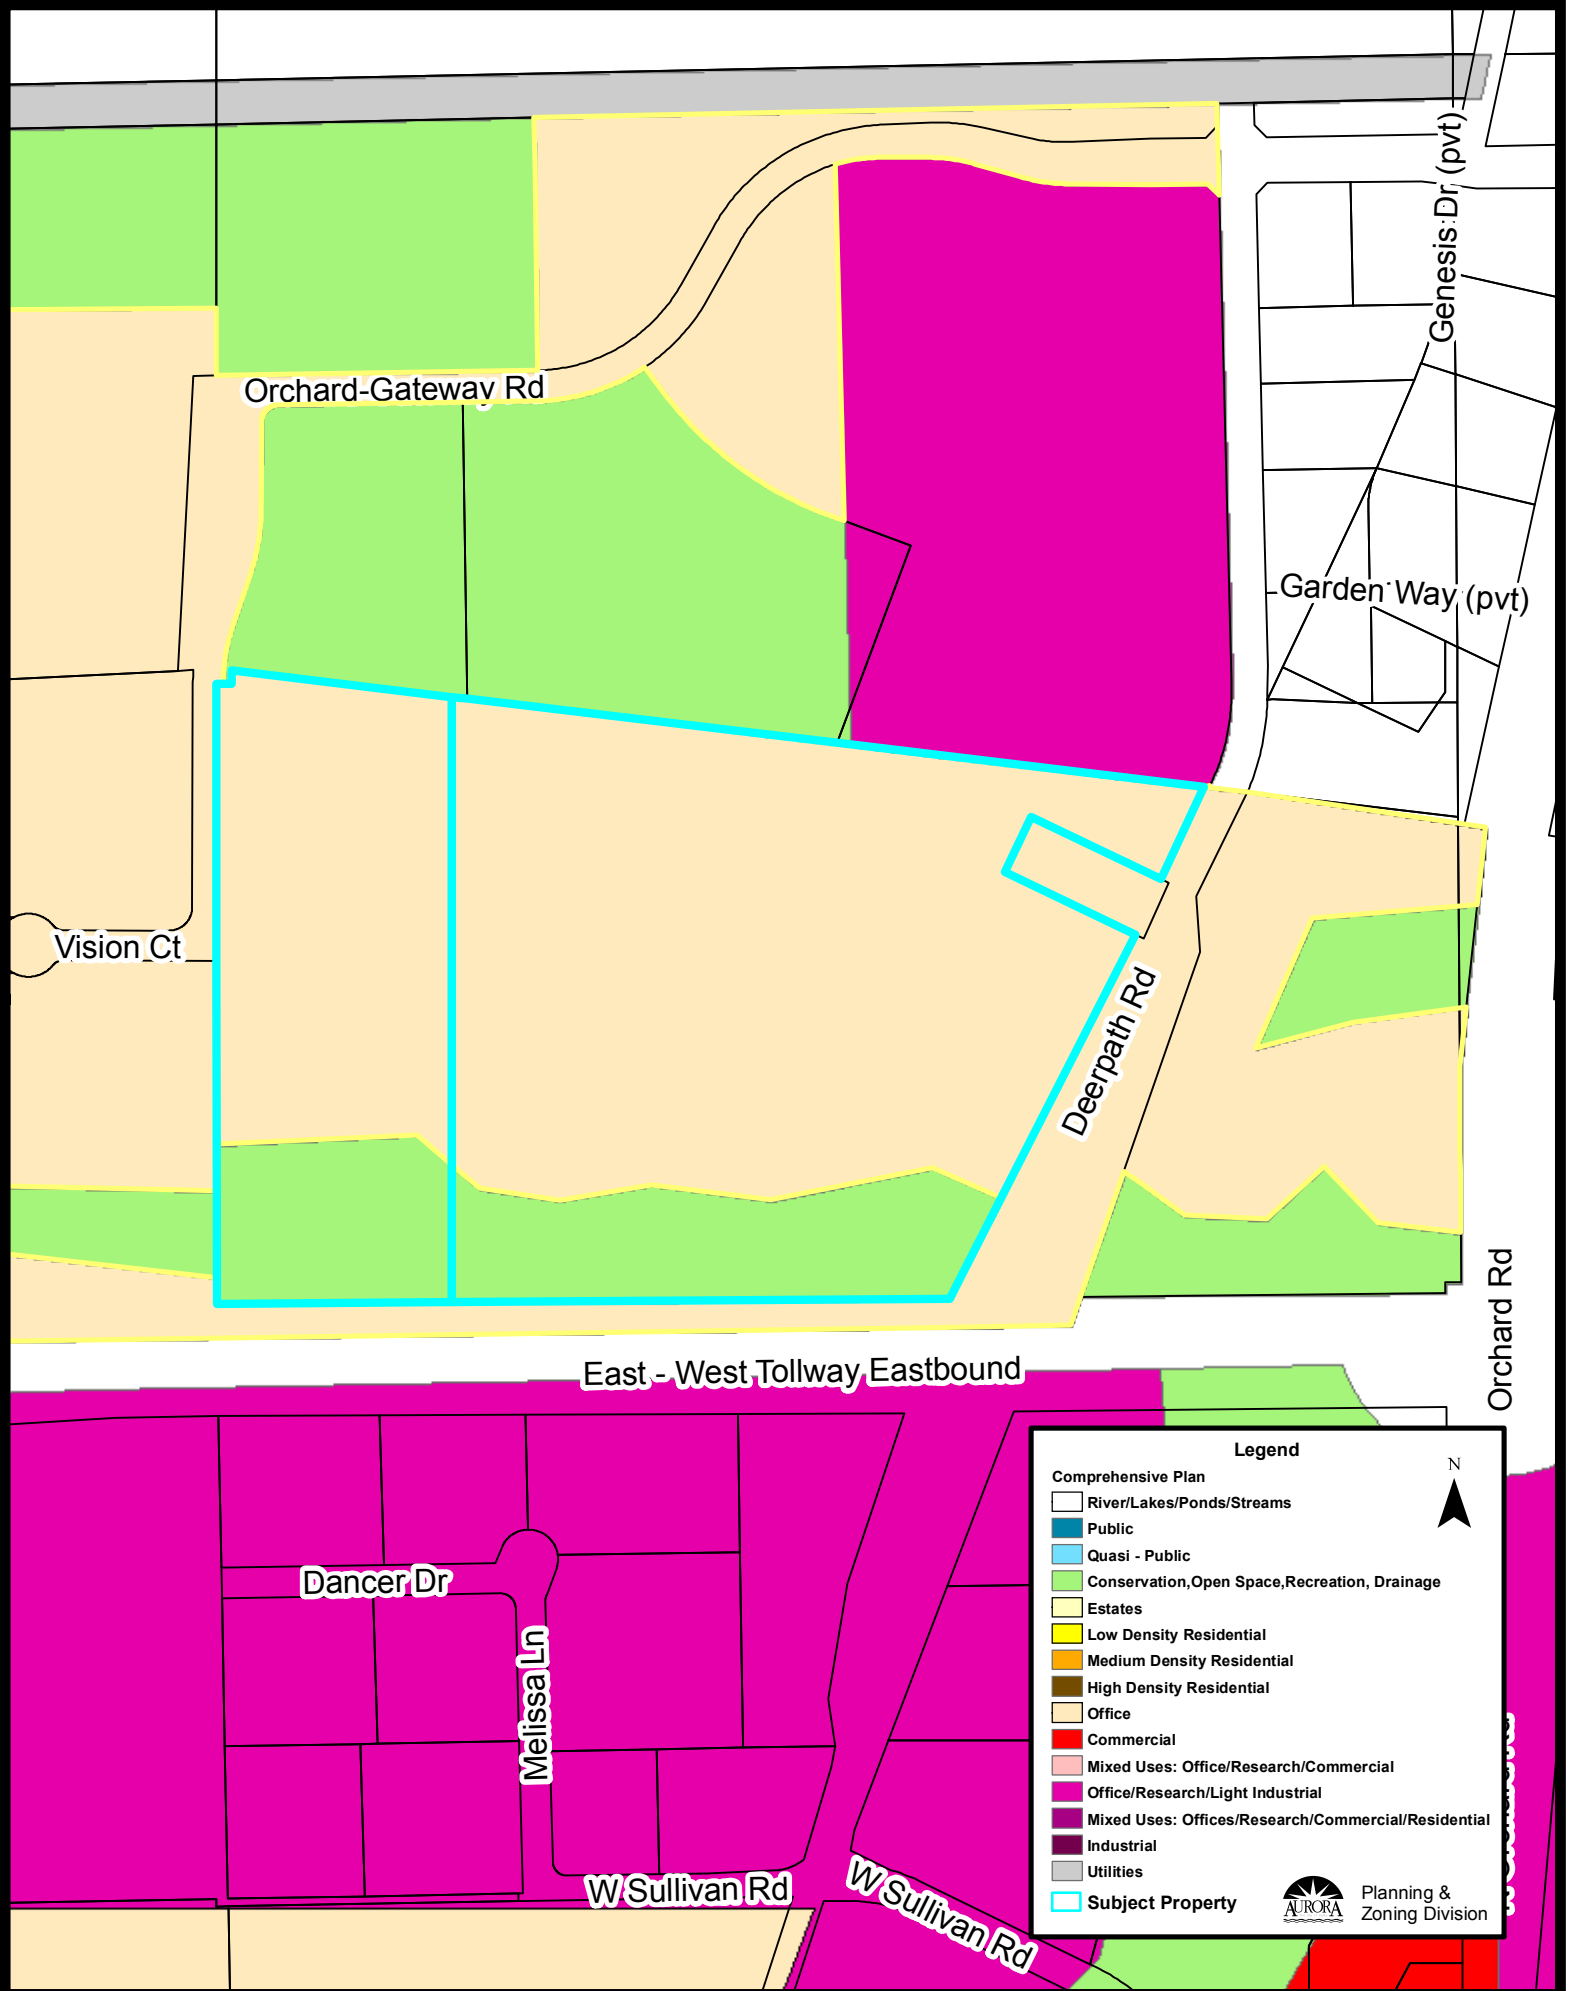 Genesis Dr (pvt)
Orchard-Gateway Rd
Garden Way (pvt)
Vision Ct
Deerpath Rd
Orchard Rd
East - West Tollway Eastbound
Dancer Dr
Melissa Ln
W Sullivan Rd
W Sullivan Rd
Legend
Comprehensive Plan
N
River/Lakes/Ponds/Streams
Public
Quasi - Public
Conservation,Open Space,Recreation, Drainage
Estates
Low Density Residential
Medium Density Residential
High Density Residential
Office
Commercial
Mixed Uses: Office/Research/Commercial
Office/Research/Light Industrial
Mixed Uses: Offices/Research/Commercial/Residential
Industrial
Utilities
Subject Property
AURORA
Planning &
Zoning Division